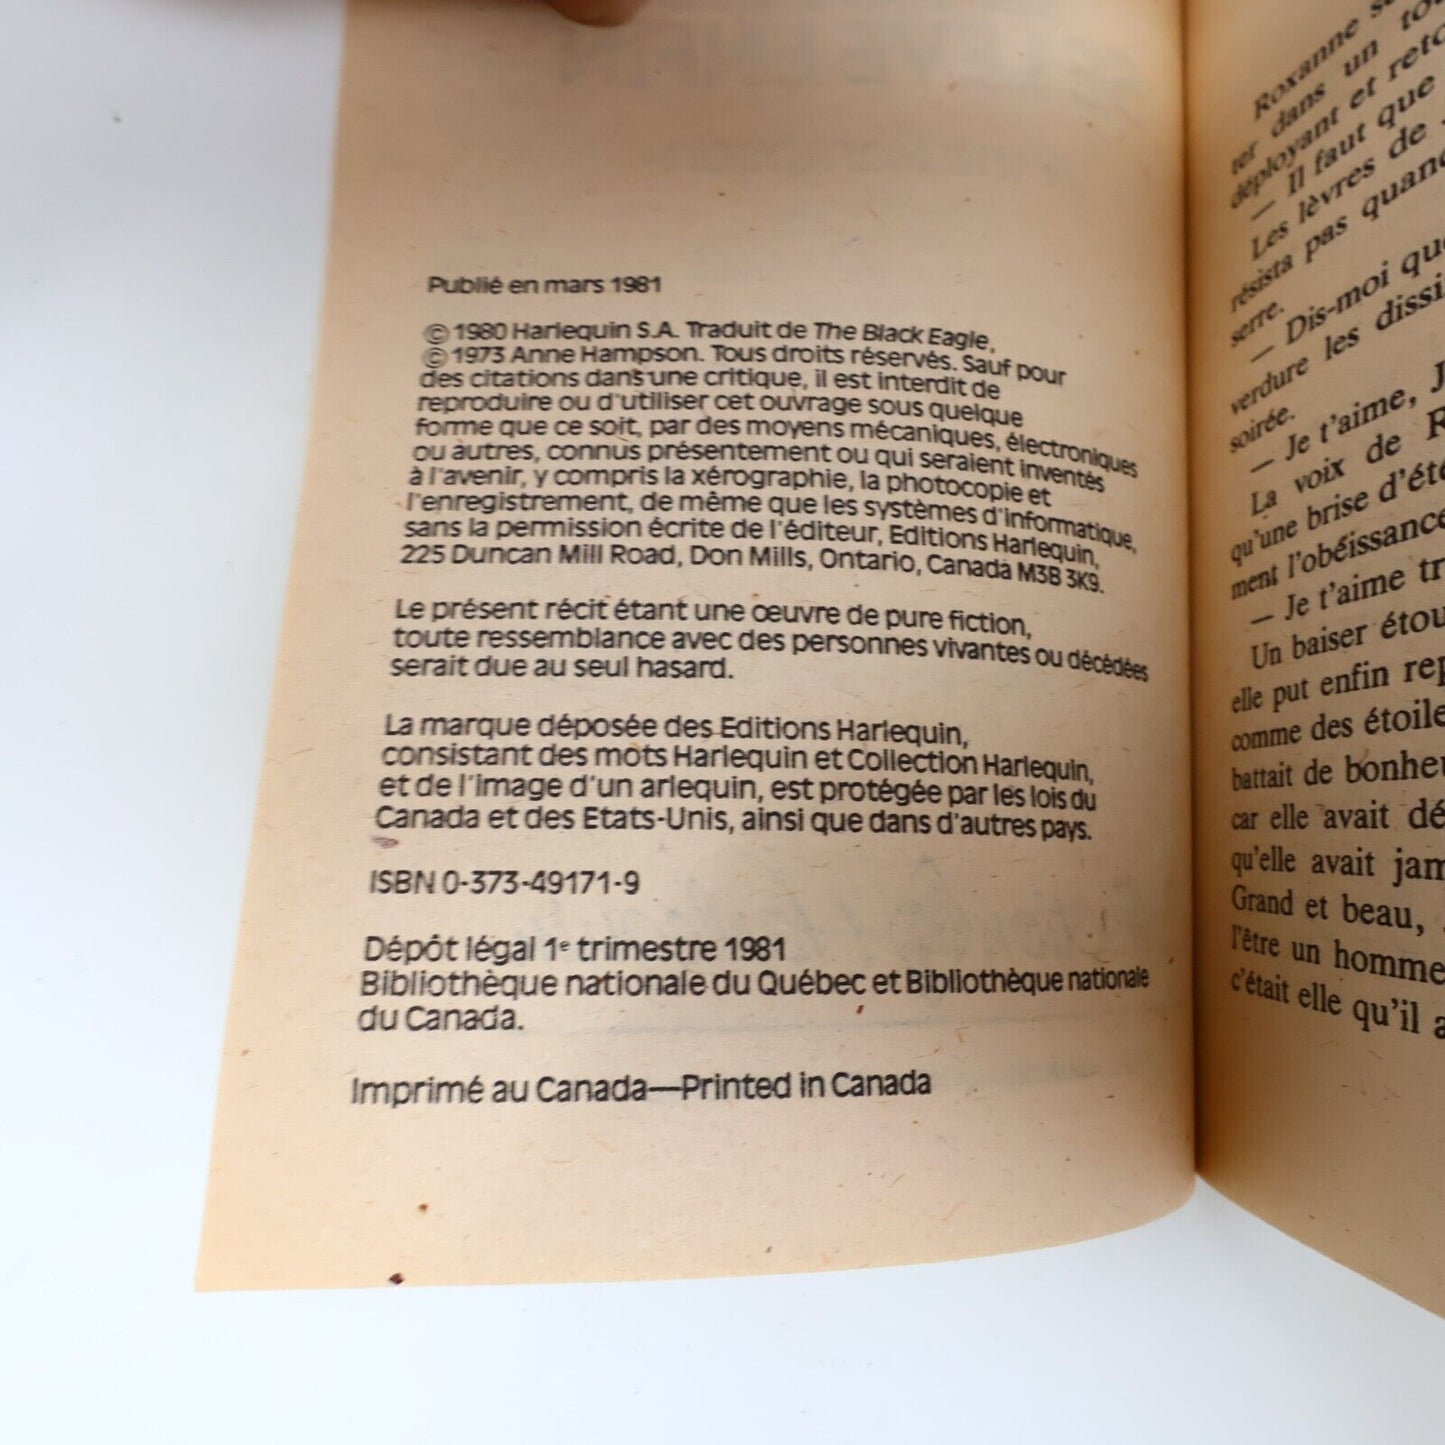 Publié en mars 1981
© 1980 Harlequin S.A. Traduit de The Black Eagle,
© 1973 Anne Hampson. Tous droits réservés. Sauf pour
des citations dans une critique, il est interdit de
reproduire ou d'utiliser cet ouvrage sous quelque
forme que ce soit, par des moyens mécaniques, électroniques
ou autres, connus présentement ou qui seraient inventés
à l'avenir, y compris la xérographie, la photocopie et
l'enregistrement, de même que les systèmes d'informatique,
sans la permission écrite de l'éditeur, Editions Harlequin,
225 Duncan Mill Road, Don Mills, Ontario, Canada M3B 3K9.
Le présent récit étant une œuvre de pure fiction,
toute ressemblance avec des personnes vivantes ou décédées
serait due au seul hasard.
La marque déposée des Editions Harlequin,
consistant des mots Harlequin et Collection Harlequin,
et de l'image d'un arlequin, est protégée par les lois du
Canada et des Etats-Unis, ainsi que dans d'autres pays.
ISBN 0-373-49171-9
Dépôt légal 1e trimestre 1981
Bibliothèque nationale du Québec et Bibliothèque nationale
du Canada.
Imprimé au Canada—Printed in Canada
Roxanne
ter dans un
déployant et
— Il faut que
Les lèvres de
résista pas
serre.
— Dis-moi
verdure les
soirée.
— Je t'aime,
La voix de
qu'une brise d'été
ment l'obéissance
— Je t'aime
Un baiser
elle put enfin
comme des
battait de
car elle avait
qu'elle avait
Grand et beau,
l'être un homme
c'était elle qu'il